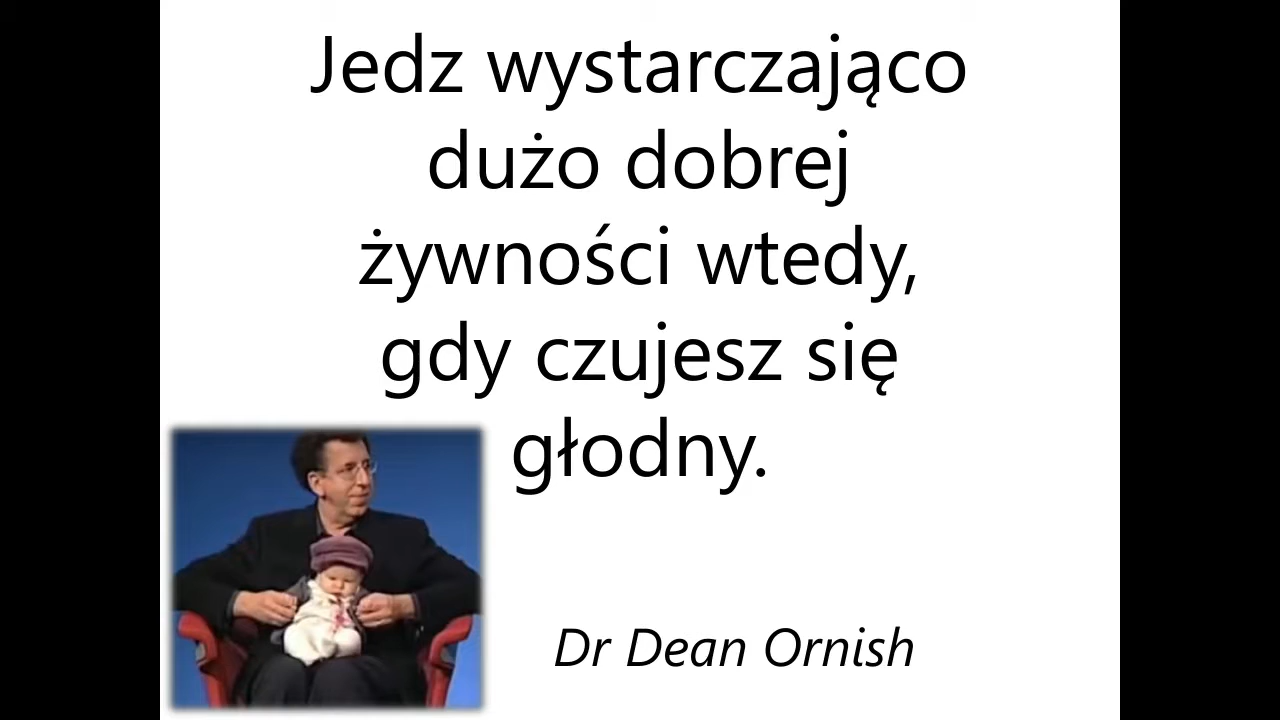 Jedz wystarczająco
dużo dobrej
żywności wtedy,
gdy czujesz się
głodny.
Dr Dean Ornish